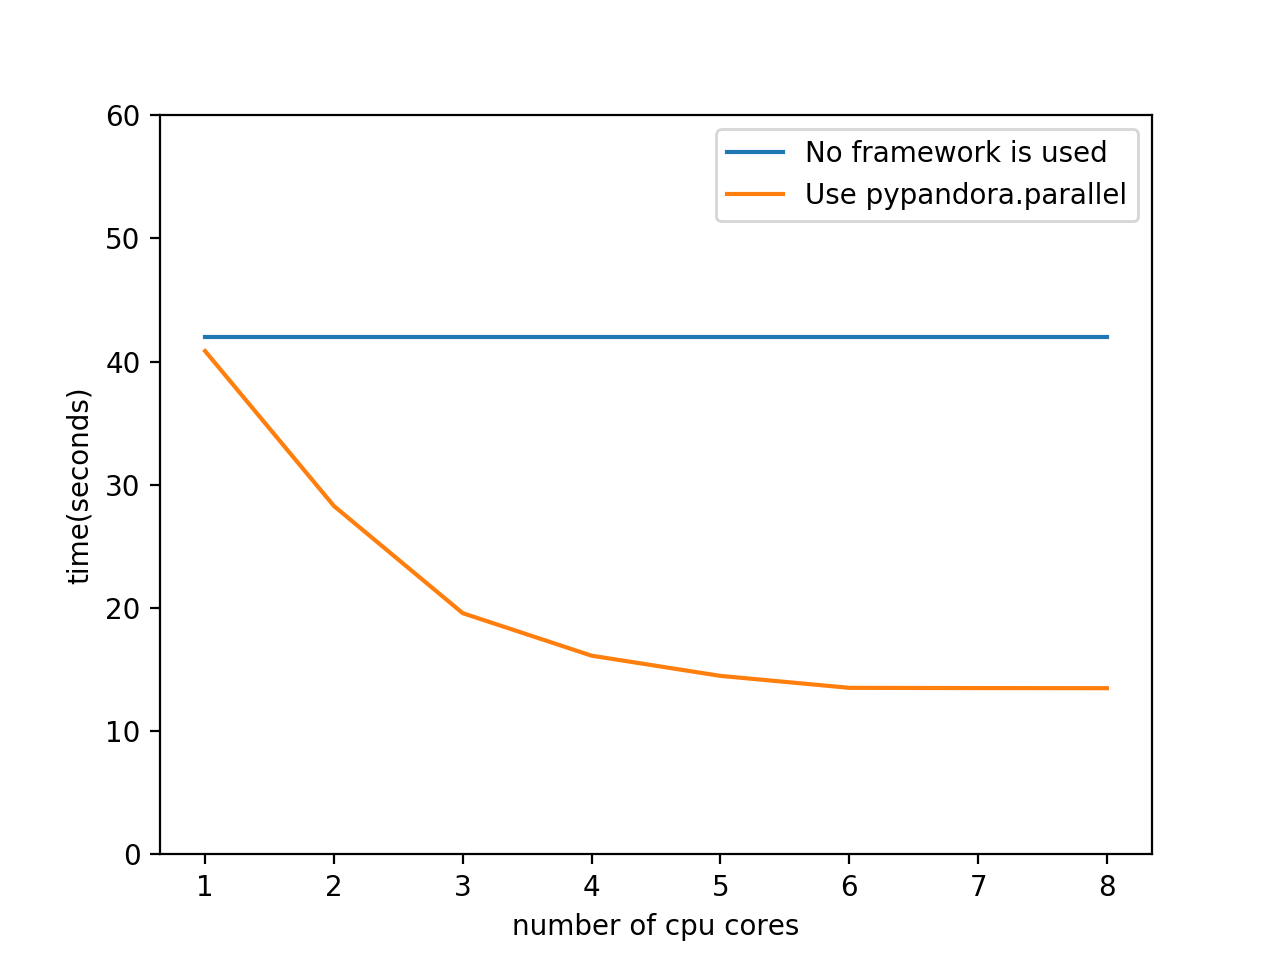 60
No framework is used
Use pypandora.parallel
50
40
30
20
10
0
time(seconds)
1 2 3 4 5 6 7 8
number of cpu cores